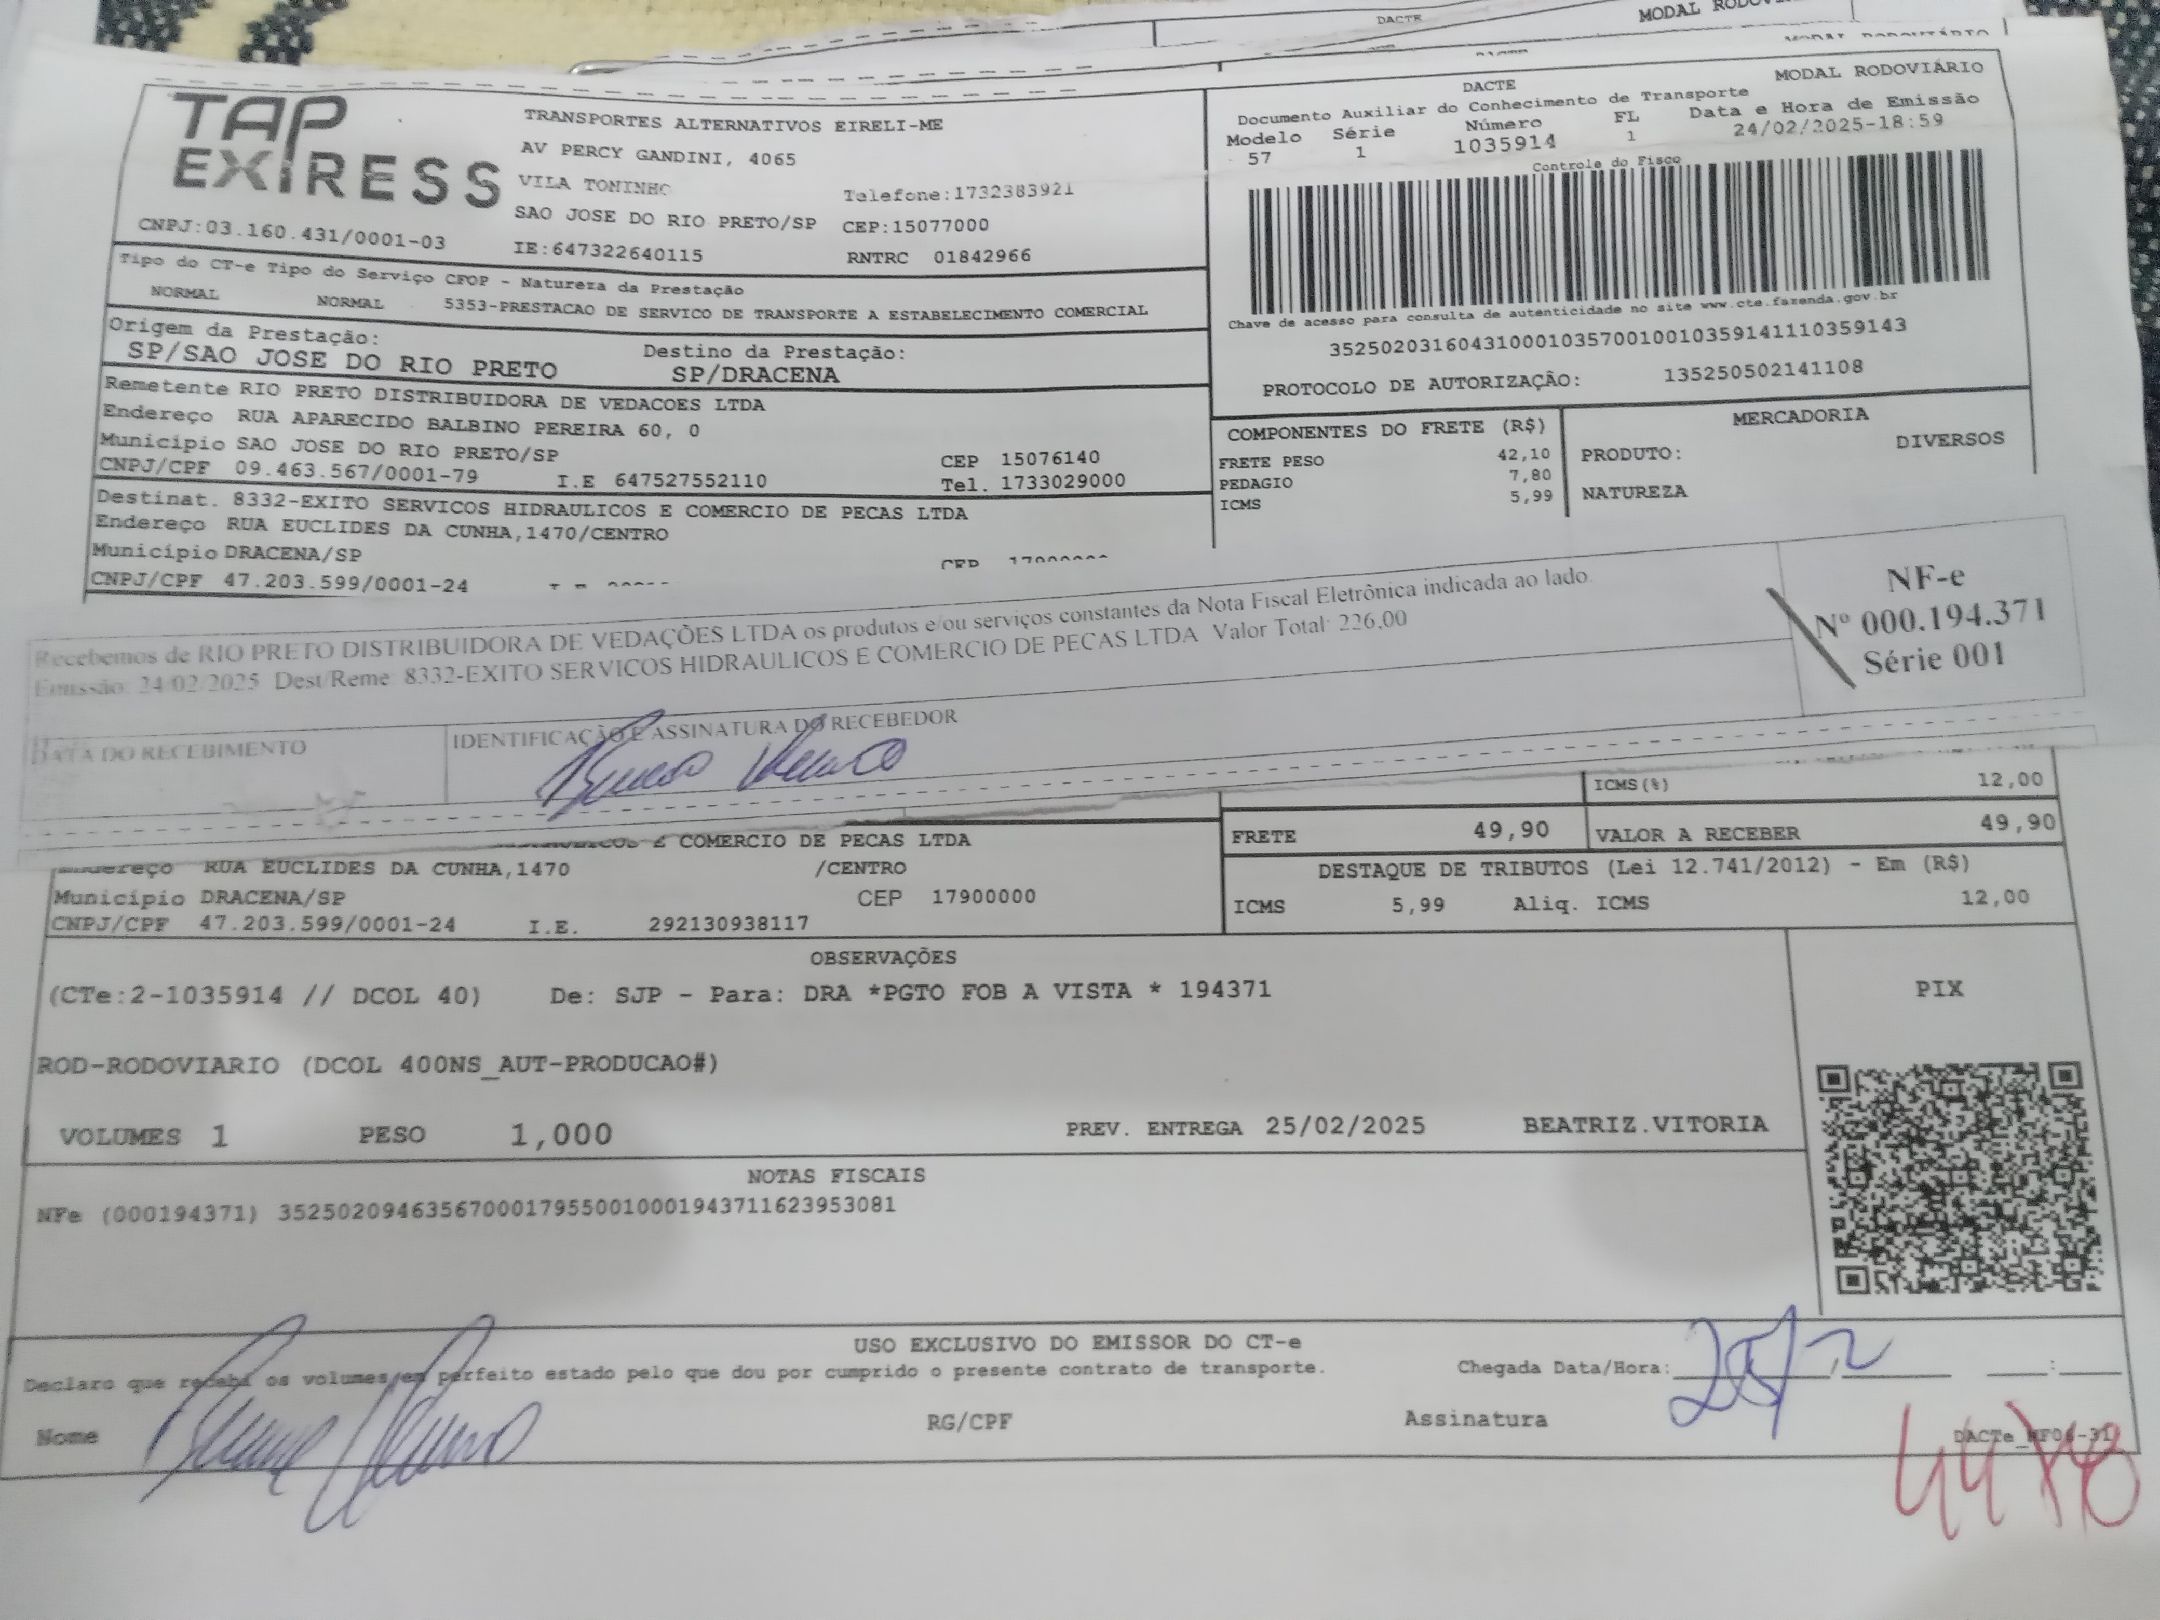 DACTE
MODAL RODOVIÁRIO
TAP EXPRESS
TRANSPORTES ALTERNATIVOS EIRELI-ME
AV PERCY GANDINI, 4065
VILA TONINHO Telefone:1732383921
SAO JOSE DO RIO PRETO/SP CEP:15077000
CNPJ:03.160.431/0001-03 IE:647322640115 RNTRC 01842966
DACTE MODAL RODOVIÁRIO
Documento Auxiliar do Conhecimento de Transporte
Modelo Série Número FL Data e Hora de Emissão
57 1 1035914 1 24/02/2025-18:59
Controle do Fisco
Chave de acesso para consulta de autenticidade no site www.cte.fazenda.gov.br
35250203160431000103570010010359141110359143
PROTOCOLO DE AUTORIZAÇÃO: 135250502141108
Tipo do CT-e Tipo do Serviço CFOP - Natureza da Prestação
NORMAL NORMAL 5353-PRESTACAO DE SERVICO DE TRANSPORTE A ESTABELECIMENTO COMERCIAL
Origem da Prestação: Destino da Prestação:
SP/SAO JOSE DO RIO PRETO SP/DRACENA
Remetente RIO PRETO DISTRIBUIDORA DE VEDACOES LTDA
Endereço RUA APARECIDO BALBINO PEREIRA 60, 0
Município SAO JOSE DO RIO PRETO/SP CEP 15076140
CNPJ/CPF 09.463.567/0001-79 I.E 647527552110 Tel. 1733029000
COMPONENTES DO FRETE (R$)
FRETE PESO 42,10
PEDAGIO 7,80
ICMS 5,99
MERCADORIA
PRODUTO: DIVERSOS
NATUREZA
Destinat. 8332-EXITO SERVICOS HIDRAULICOS E COMERCIO DE PECAS LTDA
Endereço RUA EUCLIDES DA CUNHA,1470/CENTRO
Município DRACENA/SP CEP 17900000
CNPJ/CPF 47.203.599/0001-24
Recebemos de RIO PRETO DISTRIBUIDORA DE VEDAÇÕES LTDA os produtos e/ou serviços constantes da Nota Fiscal Eletrônica indicada ao lado.
Emissão: 24/02/2025 Dest/Reme: 8332-EXITO SERVICOS HIDRAULICOS E COMERCIO DE PECAS LTDA Valor Total: 226,00
NF-e
Nº 000.194.371
Série 001
DATA DO RECEBIMENTO IDENTIFICAÇÃO E ASSINATURA DO RECEBEDOR
ICMS(%) 12,00
FRETE 49,90 VALOR A RECEBER 49,90
E COMERCIO DE PECAS LTDA
Endereço RUA EUCLIDES DA CUNHA,1470 /CENTRO
Município DRACENA/SP CEP 17900000
CNPJ/CPF 47.203.599/0001-24 I.E. 292130938117
DESTAQUE DE TRIBUTOS (Lei 12.741/2012) - Em (R$)
ICMS 5,99 Aliq. ICMS 12,00
OBSERVAÇÕES
(CTe:2-1035914 // DCOL 40) De: SJP - Para: DRA *PGTO FOB A VISTA * 194371
PIX
ROD-RODOVIARIO (DCOL 400NS_AUT-PRODUCAO#)
VOLUMES 1 PESO 1,000 PREV. ENTREGA 25/02/2025 BEATRIZ.VITORIA
NOTAS FISCAIS
NFe (000194371) 35250209463567000179550010001943711623953081
USO EXCLUSIVO DO EMISSOR DO CT-e
Declaro que recebi os volumes em perfeito estado pelo que dou por cumprido o presente contrato de transporte. Chegada Data/Hora: 25/2
Nome RG/CPF Assinatura